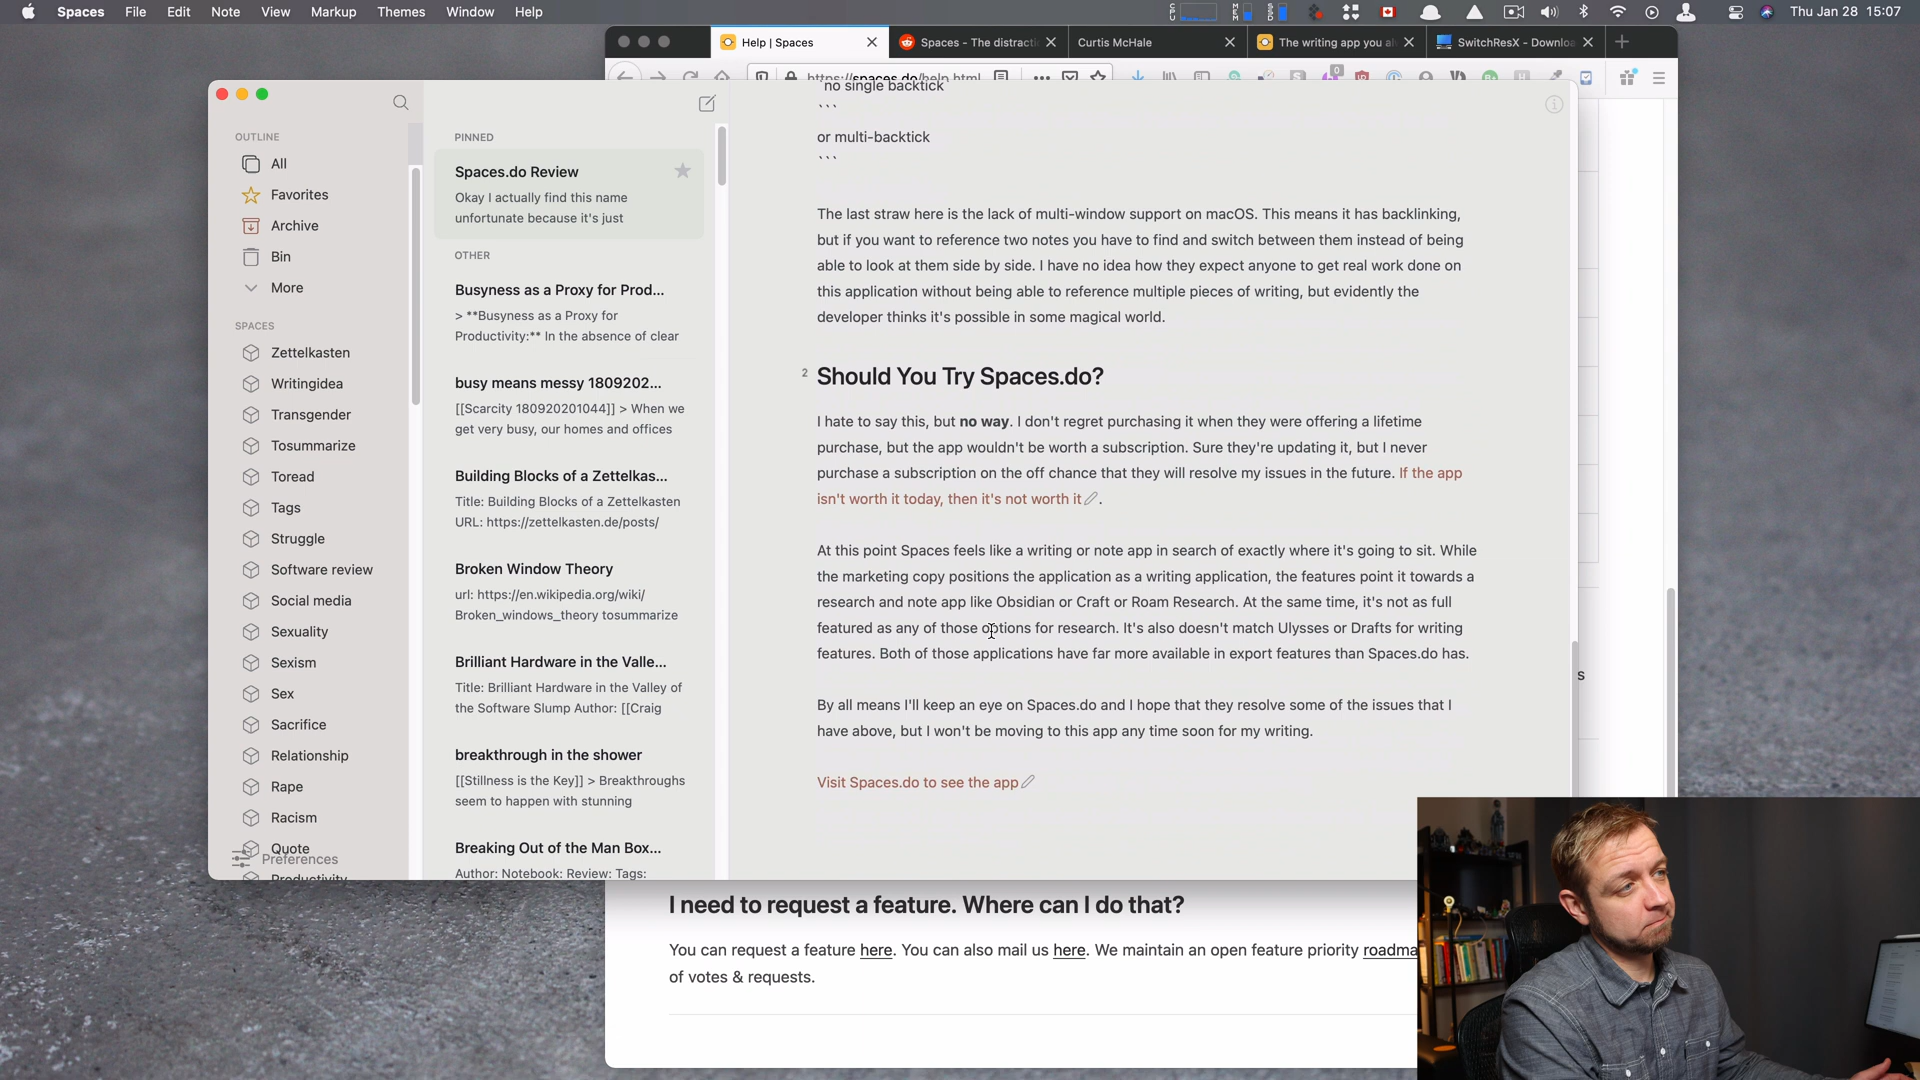 Spaces File Edit Note View Markup Themes Window Help
Thu Jan 28 15:07
Help | Spaces
Spaces - The distracti
Curtis McHale
The writing app you al
SwitchResX - Downloa
https://spaces.do/help.html
OUTLINE
All
Favorites
Archive
Bin
More
SPACES
Zettelkasten
Writingidea
Transgender
Tosummarize
Toread
Tags
Struggle
Software review
Social media
Sexuality
Sexism
Sex
Sacrifice
Relationship
Rape
Racism
Quote
Preferences
Productivity
PINNED
Spaces.do Review
Okay I actually find this name
unfortunate because it's just
OTHER
Busyness as a Proxy for Prod...
> **Busyness as a Proxy for
Productivity:** In the absence of clear
busy means messy 1809202...
[[Scarcity 180920201044]] > When we
get very busy, our homes and offices
Building Blocks of a Zettelkas...
Title: Building Blocks of a Zettelkasten
URL: https://zettelkasten.de/posts/
Broken Window Theory
url: https://en.wikipedia.org/wiki/
Broken_windows_theory tosummarize
Brilliant Hardware in the Valle...
Title: Brilliant Hardware in the Valley of
the Software Slump Author: [[Craig
breakthrough in the shower
[[Stillness is the Key]] > Breakthroughs
seem to happen with stunning
Breaking Out of the Man Box...
Author: Notebook: Review: Tags:
`no single backtick`
```
or multi-backtick
```
The last straw here is the lack of multi-window support on macOS. This means it has backlinking,
but if you want to reference two notes you have to find and switch between them instead of being
able to look at them side by side. I have no idea how they expect anyone to get real work done on
this application without being able to reference multiple pieces of writing, but evidently the
developer thinks it's possible in some magical world.
2 Should You Try Spaces.do?
I hate to say this, but no way. I don't regret purchasing it when they were offering a lifetime
purchase, but the app wouldn't be worth a subscription. Sure they're updating it, but I never
purchase a subscription on the off chance that they will resolve my issues in the future. If the app
isn't worth it today, then it's not worth it.
At this point Spaces feels like a writing or note app in search of exactly where it's going to sit. While
the marketing copy positions the application as a writing application, the features point it towards a
research and note app like Obsidian or Craft or Roam Research. At the same time, it's not as full
featured as any of those options for research. It's also doesn't match Ulysses or Drafts for writing
features. Both of those applications have far more available in export features than Spaces.do has.
By all means I'll keep an eye on Spaces.do and I hope that they resolve some of the issues that I
have above, but I won't be moving to this app any time soon for my writing.
Visit Spaces.do to see the app
s
I need to request a feature. Where can I do that?
You can request a feature here. You can also mail us here. We maintain an open feature priority roadma
of votes & requests.